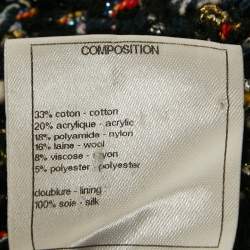 COMPOSITION
33% coton - cotton
20% acrylique - acrylic
18% polyamide - nylon
16% laine - wool
8% viscose - rayon
5% polyester - polyester
doublure - lining
100% soie - silk